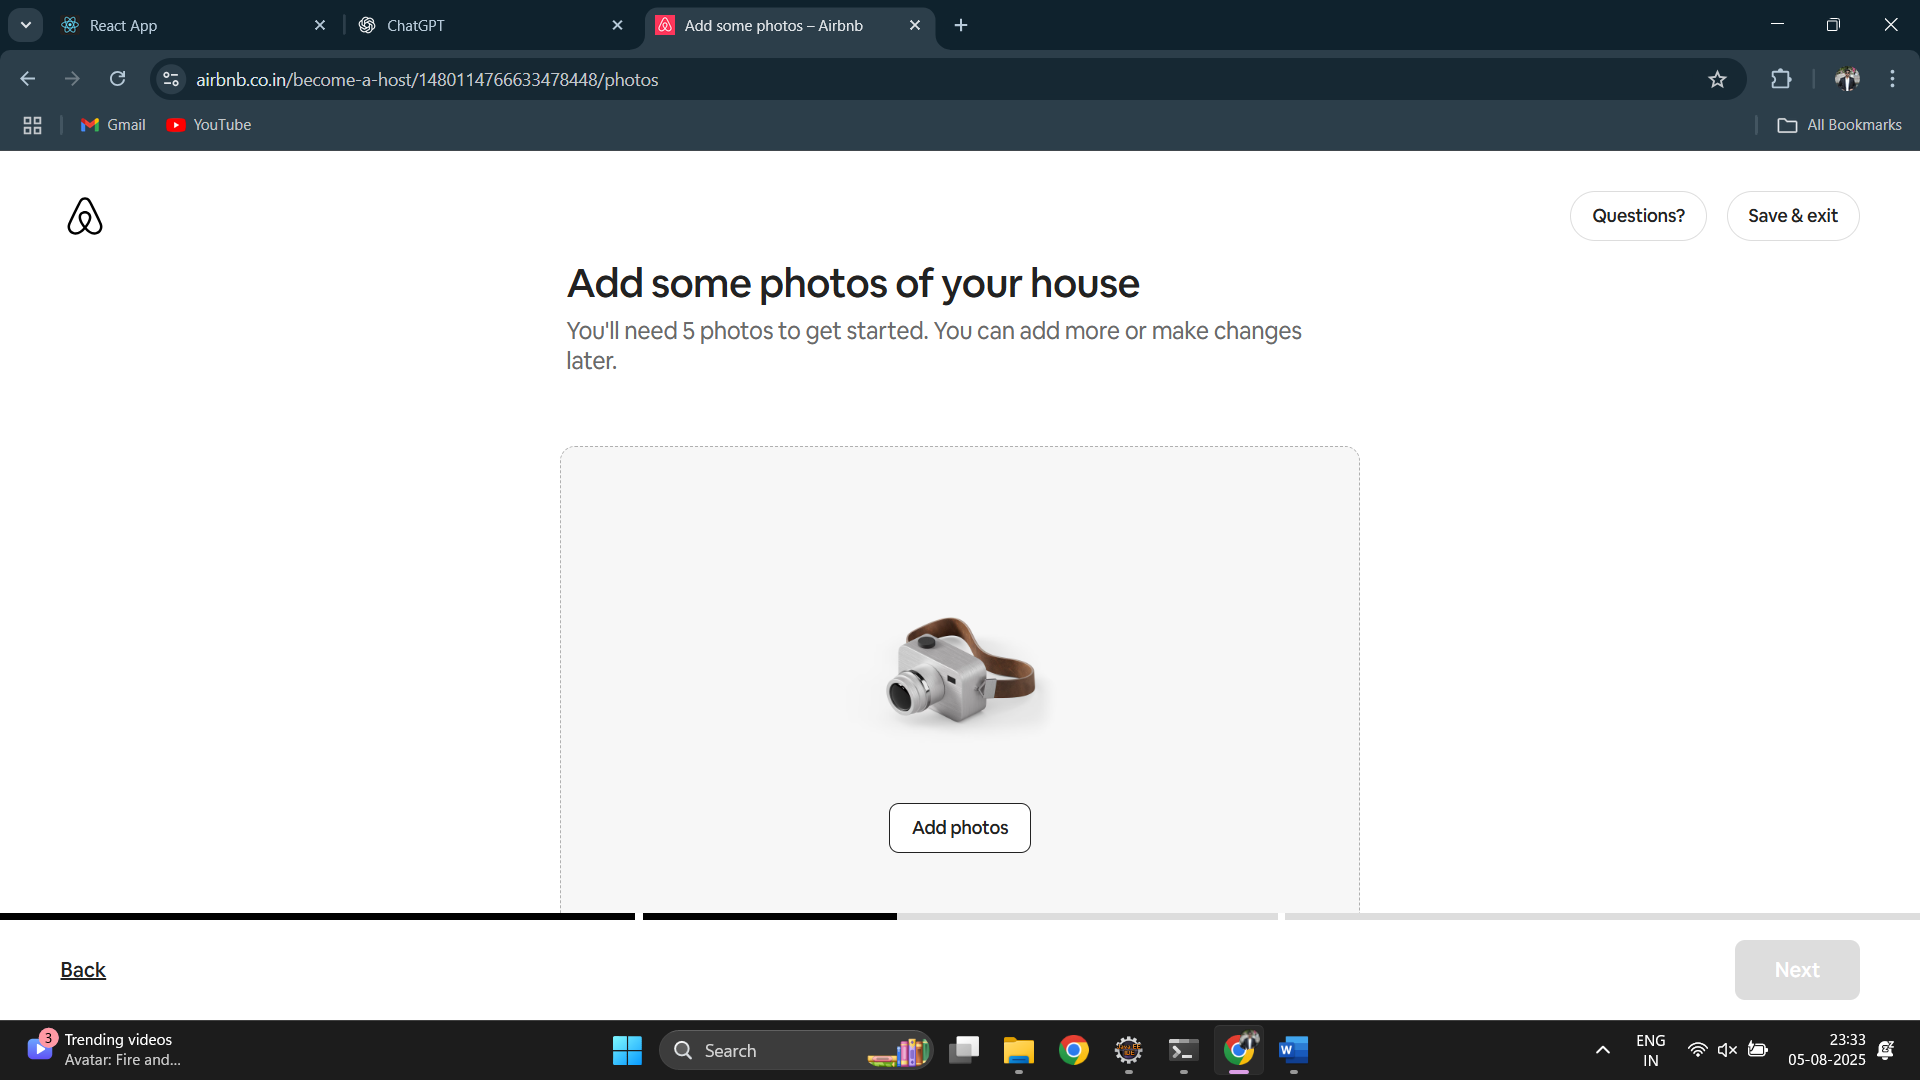 React App
ChatGPT
Add some photos – Airbnb
airbnb.co.in/become-a-host/1480114766633478448/photos
Gmail
YouTube
All Bookmarks
Questions?
Save & exit
Add some photos of your house
You'll need 5 photos to get started. You can add more or make changes
later.
Add photos
Back
Next
3
Trending videos
Avatar: Fire and...
Search
ENG
IN
23:33
05-08-2025